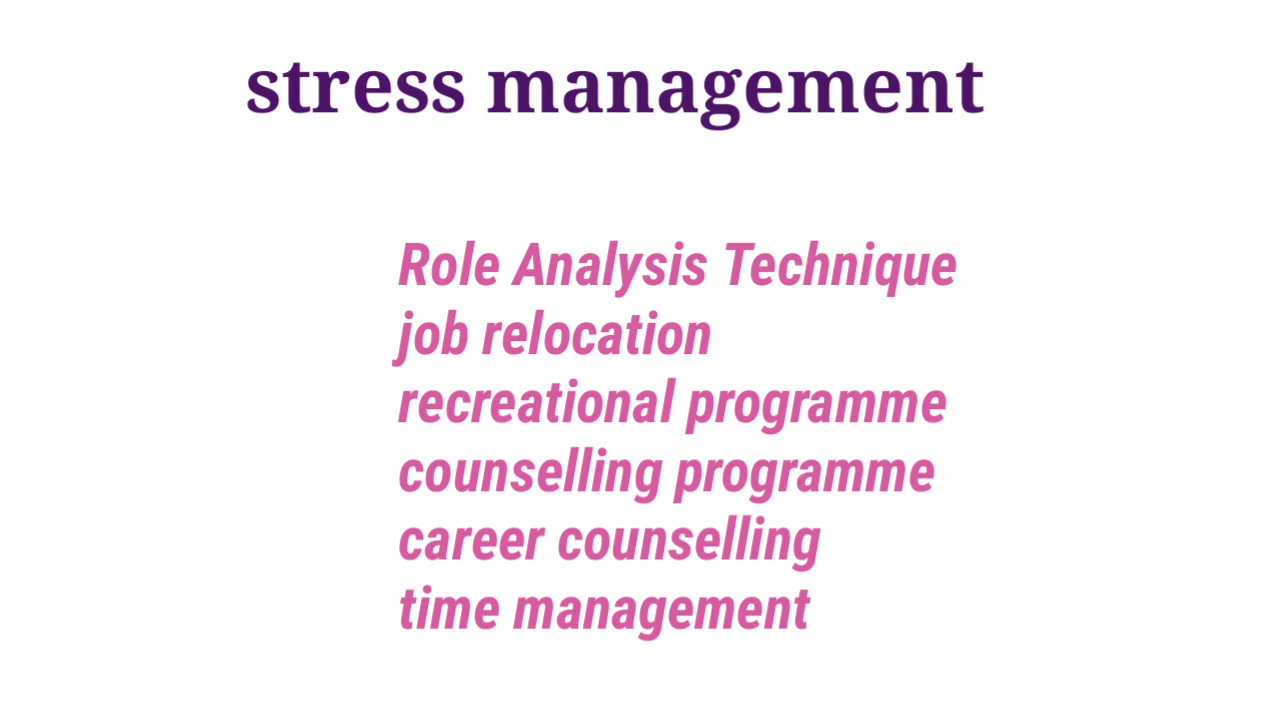 stress management
Role Analysis Technique
job relocation
recreational programme
counselling programme
career counselling
time management